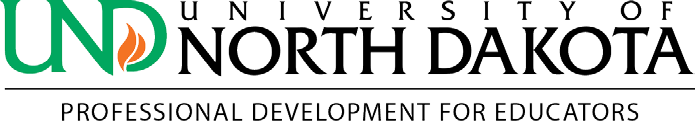 UND
UNIVERSITY OF
NORTH DAKOTA
PROFESSIONAL DEVELOPMENT FOR EDUCATORS